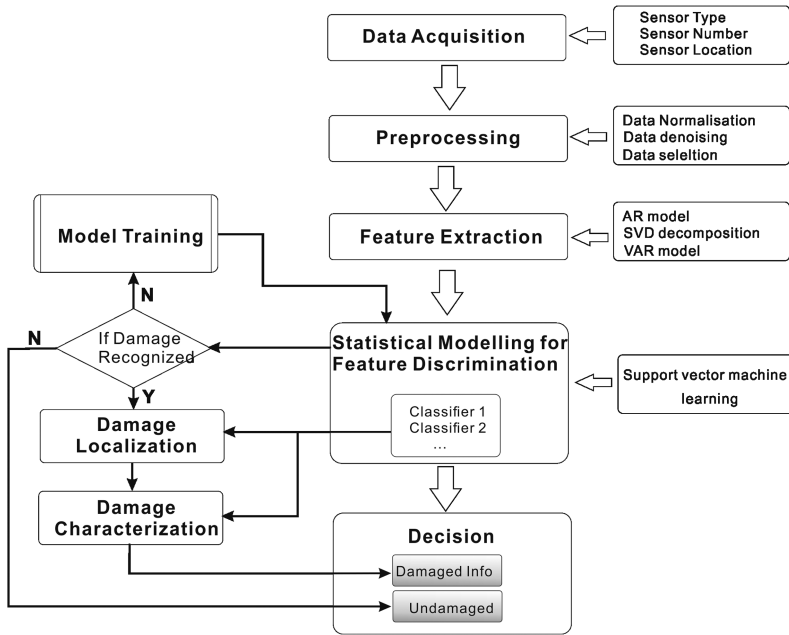 Data Acquisition
Sensor Type
Sensor Number
Sensor Location
Preprocessing
Data Normalisation
Data denoising
Data seleltion
Model Training
Feature Extraction
AR model
SVD decomposition
VAR model
N
N
If Damage
Recognized
Y
Statistical Modelling for
Feature Discrimination
Classifier 1
Classifier 2
...
Support vector machine
learning
Damage
Localization
Damage
Characterization
Decision
Damaged Info
Undamaged